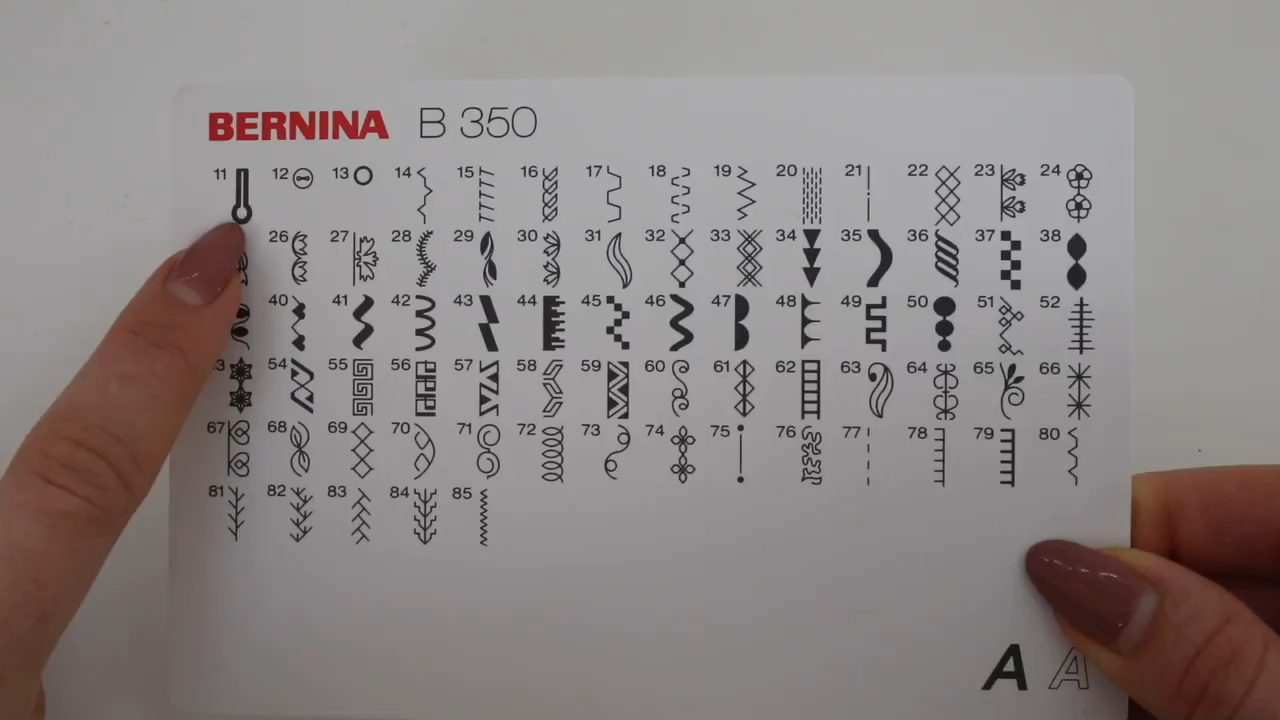 BERNINA B 350
11 12 13 14 15 16 17 18 19 20 21 22 23 24
26 27 28 29 30 31 32 33 34 35 36 37 38
40 41 42 43 44 45 46 47 48 49 50 51 52
54 55 56 57 58 59 60 61 62 63 64 65 66
67 68 69 70 71 72 73 74 75 76 77 78 79 80
81 82 83 84 85
A A